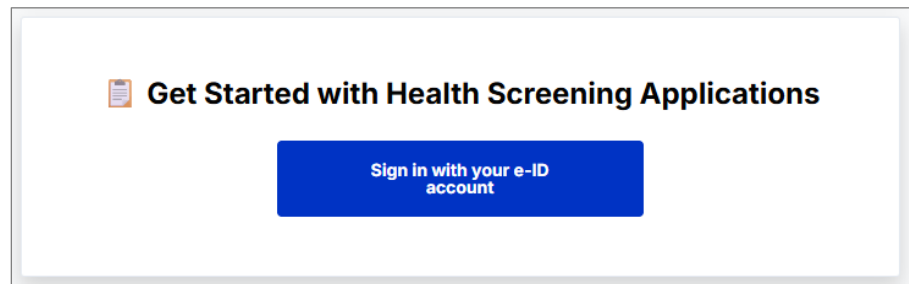 Get Started with Health Screening Applications
Sign in with your e-ID
account